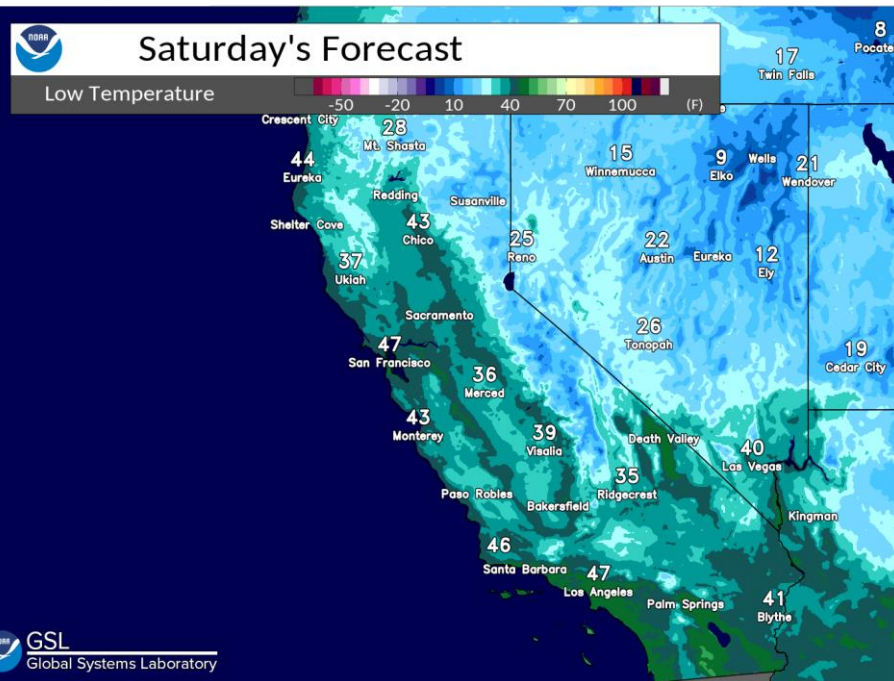 NOAA
Saturday's Forecast
Low Temperature
-50 -20 10 40 70 100 (F)
8
17
Twin Falls
Crescent City
28
Mt. Shasta
44
Eureka
15
Winnemucca
9
Elko
Wells
21
Wendover
Redding
Susanville
Shelter Cove
43
Chico
25
Reno
22
Austin
Eureka
12
Ely
37
Ukiah
Sacramento
26
Tonopah
47
San Francisco
19
Cedar City
36
Merced
43
Monterey
39
Visalia
Death Valley
40
Las Vegas
35
Ridgecrest
Paso Robles
Bakersfield
Kingman
46
Santa Barbara
47
Los Angeles
Palm Springs
41
Blythe
GSL
Global Systems Laboratory